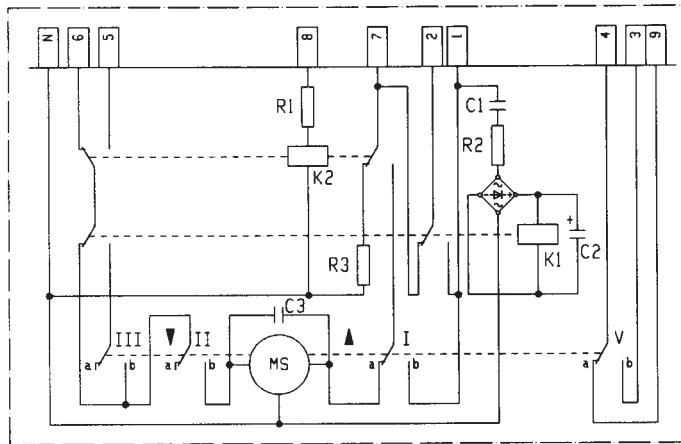 N 6 5 8 7 2 1 4 3 9
C1
R1
R2
K2
+
R3
K1 C2
C3
III II I V
MS
a b a b a b a b